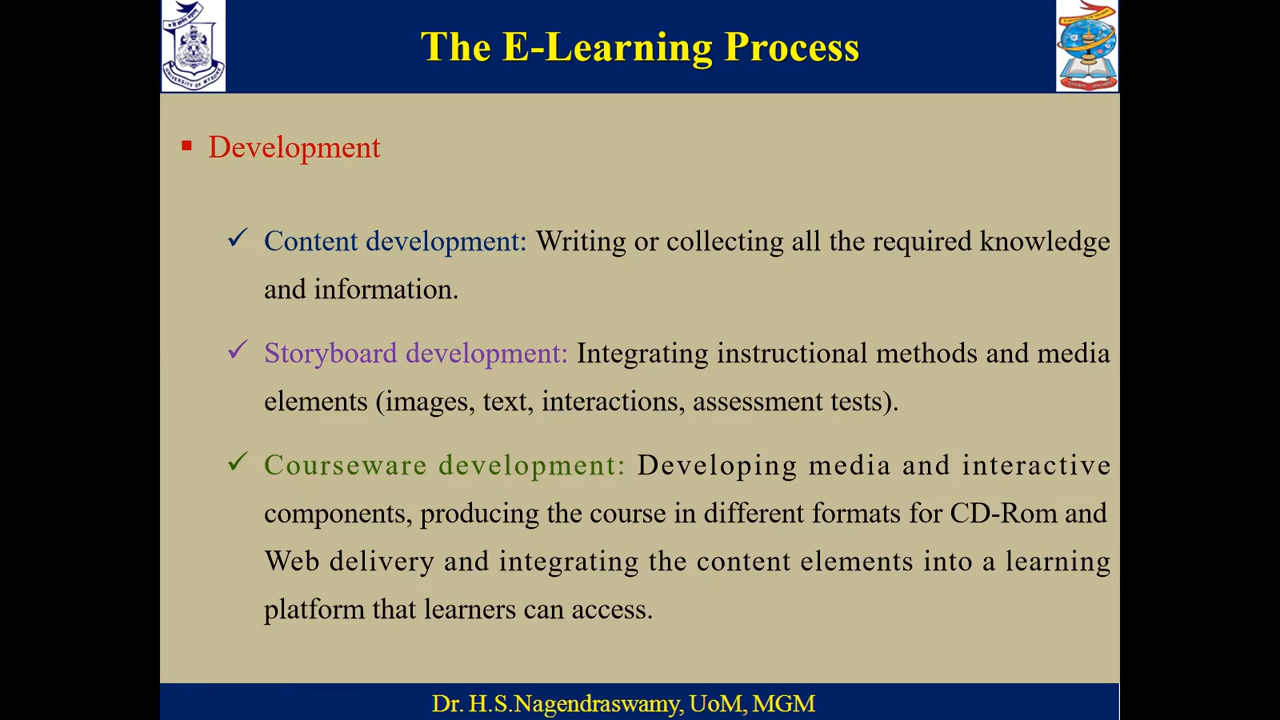 The E-Learning Process
Development
Content development: Writing or collecting all the required knowledge
and information.
Storyboard development: Integrating instructional methods and media
elements (images, text, interactions, assessment tests).
Courseware development: Developing media and interactive
components, producing the course in different formats for CD-Rom and
Web delivery and integrating the content elements into a learning
platform that learners can access.
Dr. H.S.Nagendraswamy, UoM, MGM